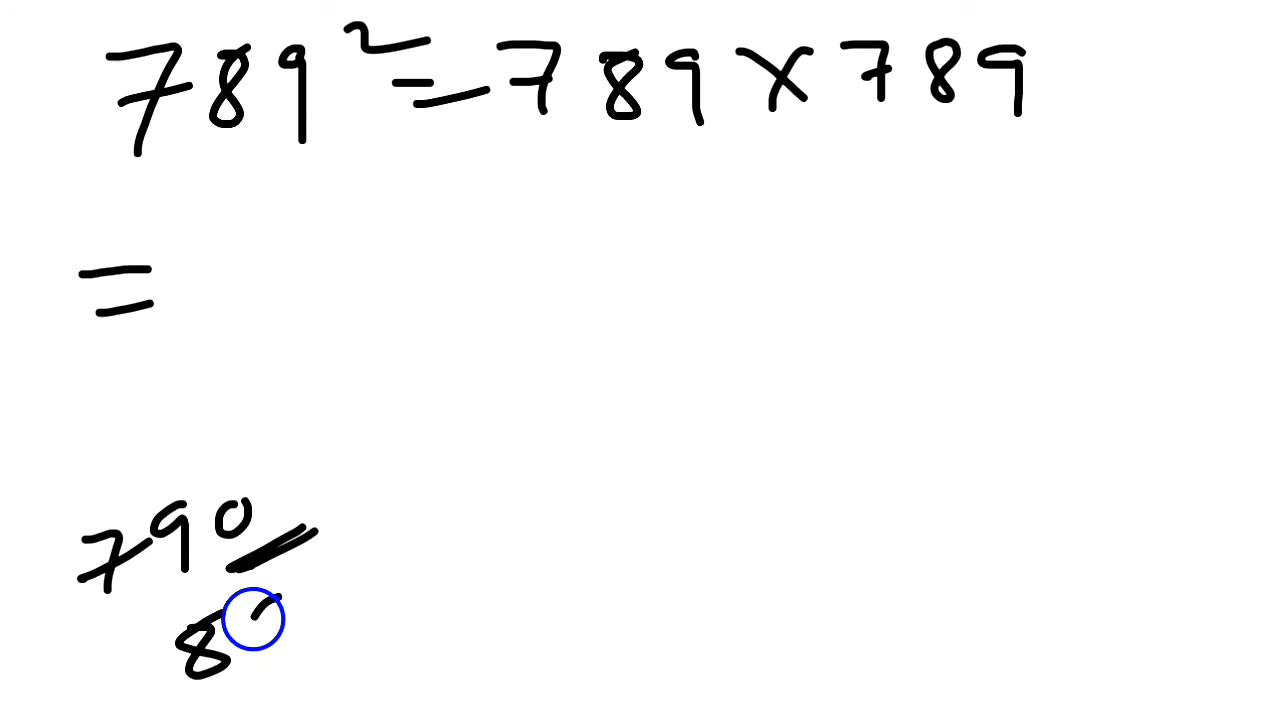 789² = 789 × 789
=
790
8